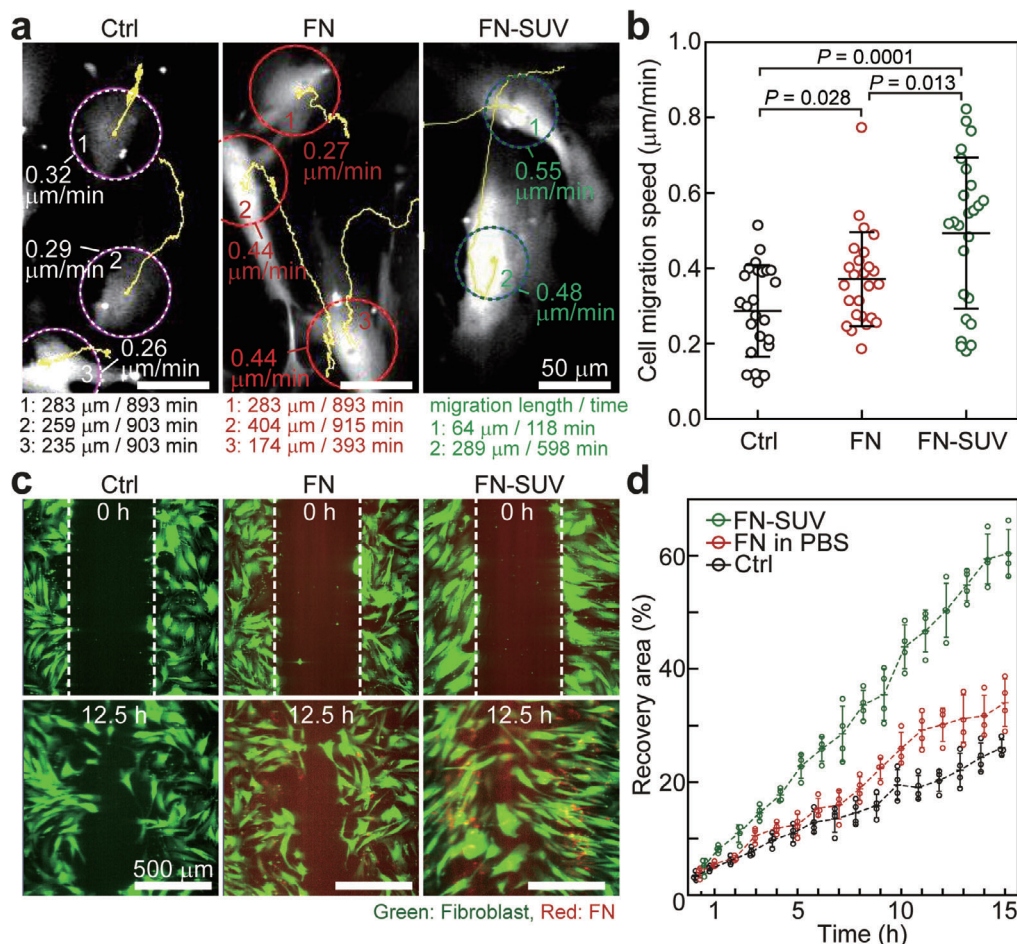 a
Ctrl
FN
FN-SUV
1
0.32
μm/min
0.29
μm/min
2
0.26
μm/min
3
1
0.27
μm/min
2
0.44
μm/min
3
0.44
μm/min
1
0.55
μm/min
2
0.48
μm/min
50 μm
1: 283 μm / 893 min
2: 259 μm / 903 min
3: 235 μm / 903 min
1: 283 μm / 893 min
2: 404 μm / 915 min
3: 174 μm / 393 min
migration length / time
1: 64 μm / 118 min
2: 289 μm / 598 min
b
Cell migration speed (μm/min)
1.0
0.8
0.6
0.4
0.2
0.0
P = 0.0001
P = 0.028
P = 0.013
Ctrl
FN
FN-SUV
c
Ctrl
FN
FN-SUV
0 h
0 h
0 h
12.5 h
12.5 h
12.5 h
500 μm
Green: Fibroblast, Red: FN
d
FN-SUV
FN in PBS
Ctrl
Recovery area (%)
60
40
20
0
1
5
10
15
Time (h)